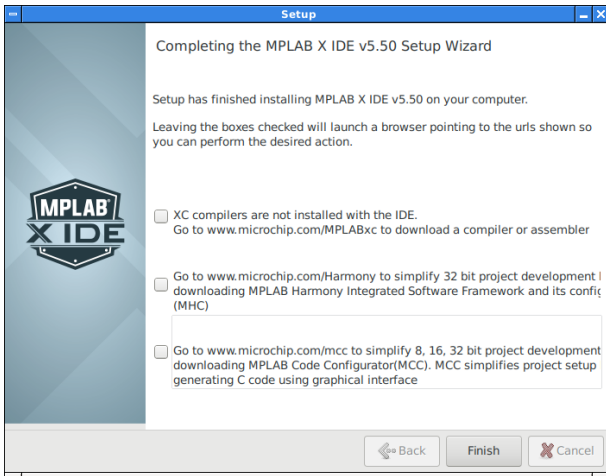 Setup
Completing the MPLAB X IDE v5.50 Setup Wizard
Setup has finished installing MPLAB X IDE v5.50 on your computer.
Leaving the boxes checked will launch a browser pointing to the urls shown so
you can perform the desired action.
MPLAB
X IDE
XC compilers are not installed with the IDE.
Go to www.microchip.com/MPLABxc to download a compiler or assembler
Go to www.microchip.com/Harmony to simplify 32 bit project development
downloading MPLAB Harmony Integrated Software Framework and its
(MHC)
Go to www.microchip.com/mcc to simplify 8, 16, 32 bit project development
downloading MPLAB Code Configurator(MCC). MCC simplifies project setup
generating C code using graphical interface
Back
Finish
Cancel